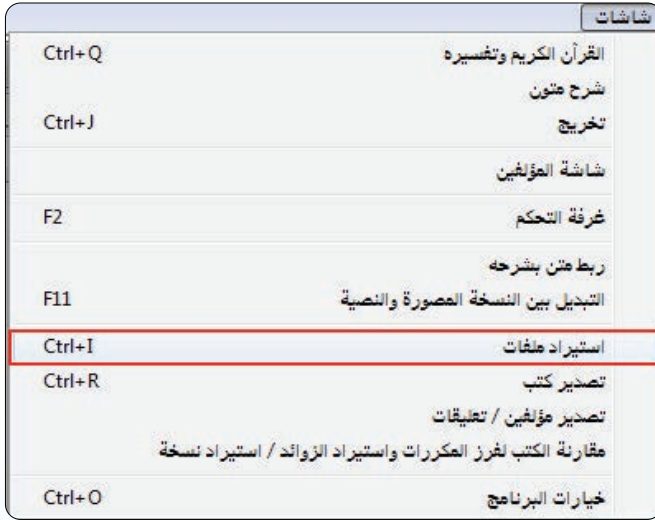 شاشات
القرآن الكريم وتفسيره Ctrl+Q
شرح متون
تخريج Ctrl+J
شاشة المؤلفين
غرفة التحكم F2
ربط متن بشرحه
التبديل بين النسخة المصورة والنصية F11
استيراد ملفات Ctrl+I
تصدير كتب Ctrl+R
تصدير مؤلفين / تعليقات
مقارنة الكتب لفرز المكررات واستيراد الزوائد / استيراد نسخة
خيارات البرنامج Ctrl+O